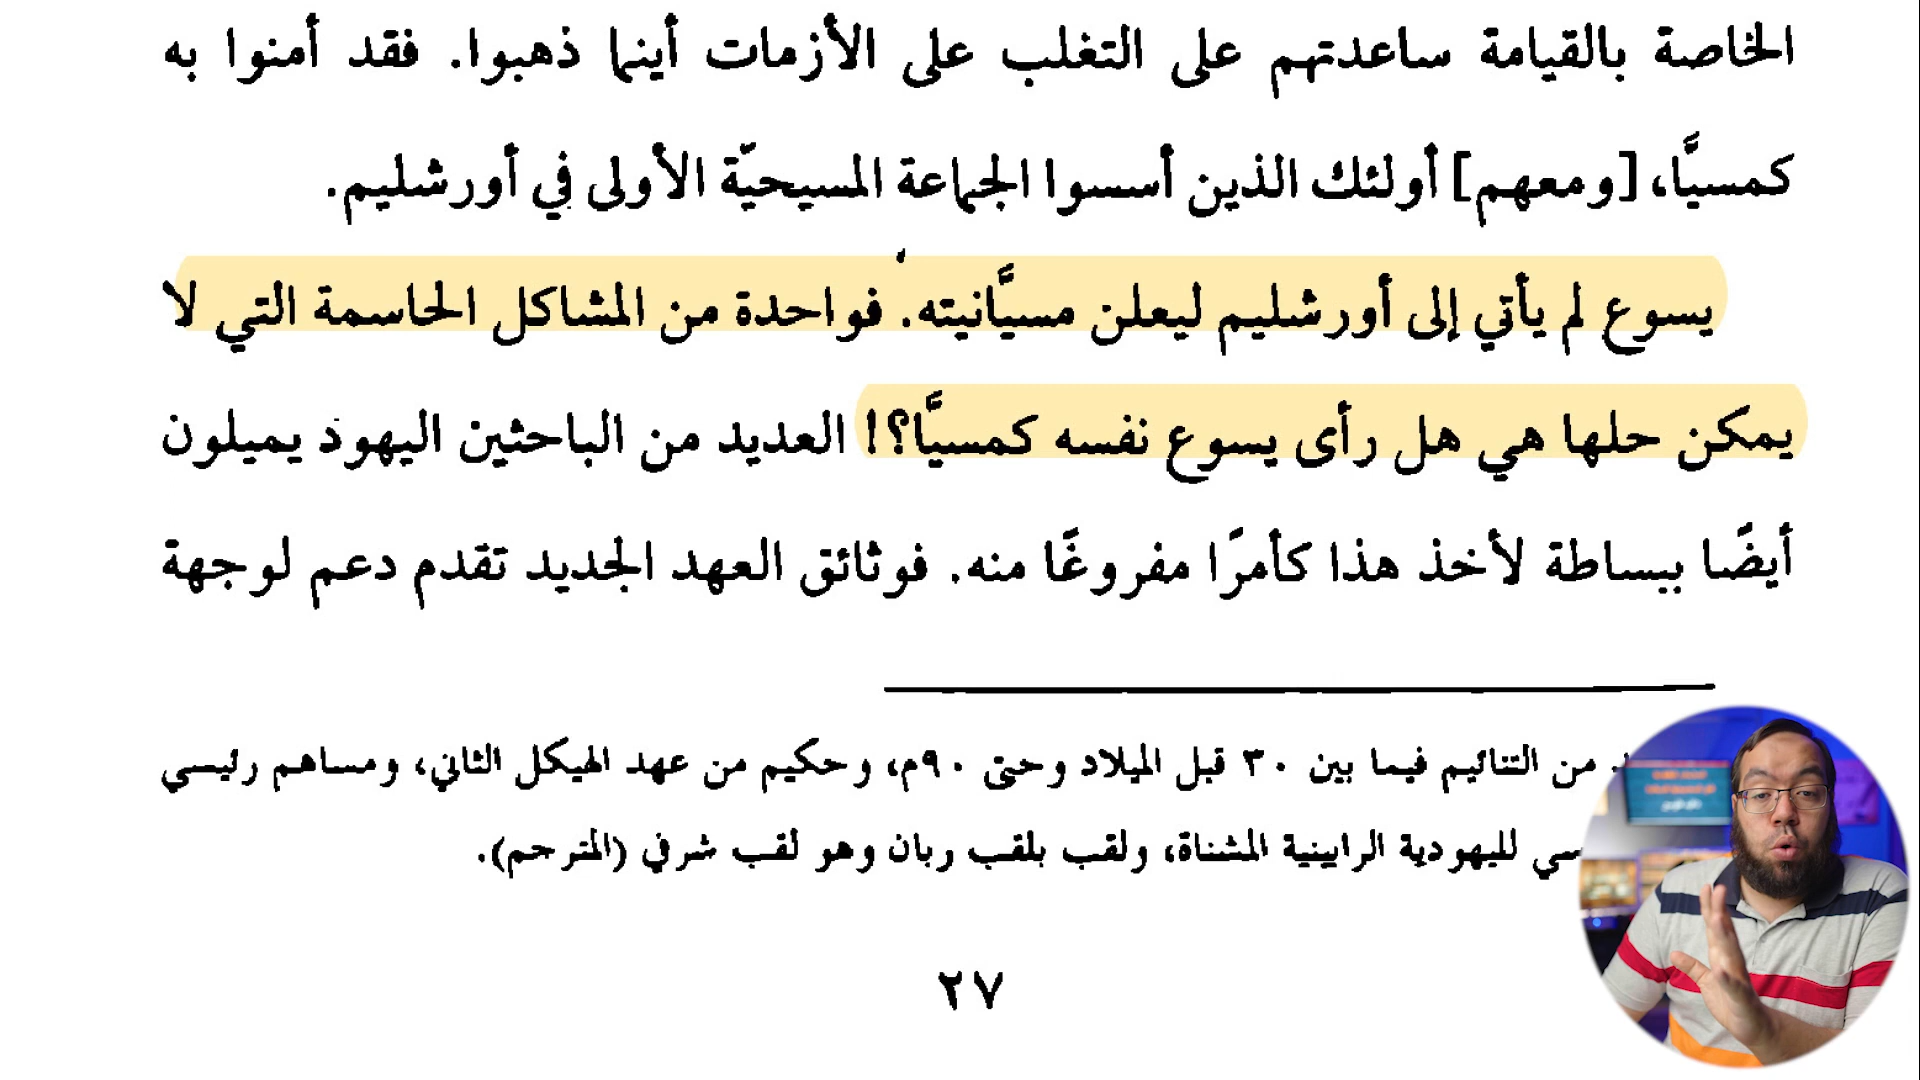 الخاصة بالقيامة ساعدتهم على التغلب على الأزمات أينما ذهبوا. فقد أمنوا به
كمسيًّا، [ومعهم] أولئك الذين أسسوا الجماعة المسيحيّة الأولى في أورشليم.
يسوع لم يأتي إلى أورشليم ليعلن مسيَّانيته. فواحدة من المشاكل الحاسمة التي لا
يمكن حلها هي هل رأى يسوع نفسه كمسيًّا؟! العديد من الباحثين اليهود يميلون
أيضًا ببساطة لأخذ هذا كأمرًا مفروغًا منه. فوثائق العهد الجديد تقدم دعم لوجهة
من التنائيم فيما بين ٣٠ قبل الميلاد وحتى ٩٠م، وحكيم من عهد الهيكل الثاني، ومساهم رئيسي
لليهودية الرابينية المشناة، ولقب بلقب ربان وهو لقب شرفي (المترجم).
٢٧